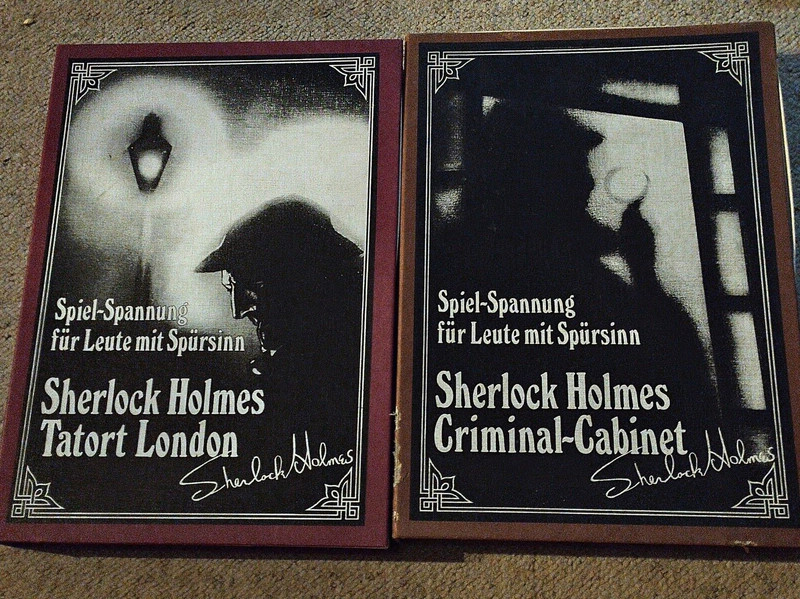 Spiel-Spannung
für Leute mit Spürsinn
Sherlock Holmes
Tatort London
Sherlock Holmes
Spiel-Spannung
für Leute mit Spürsinn
Sherlock Holmes
Criminal-Cabinet
Sherlock Holmes